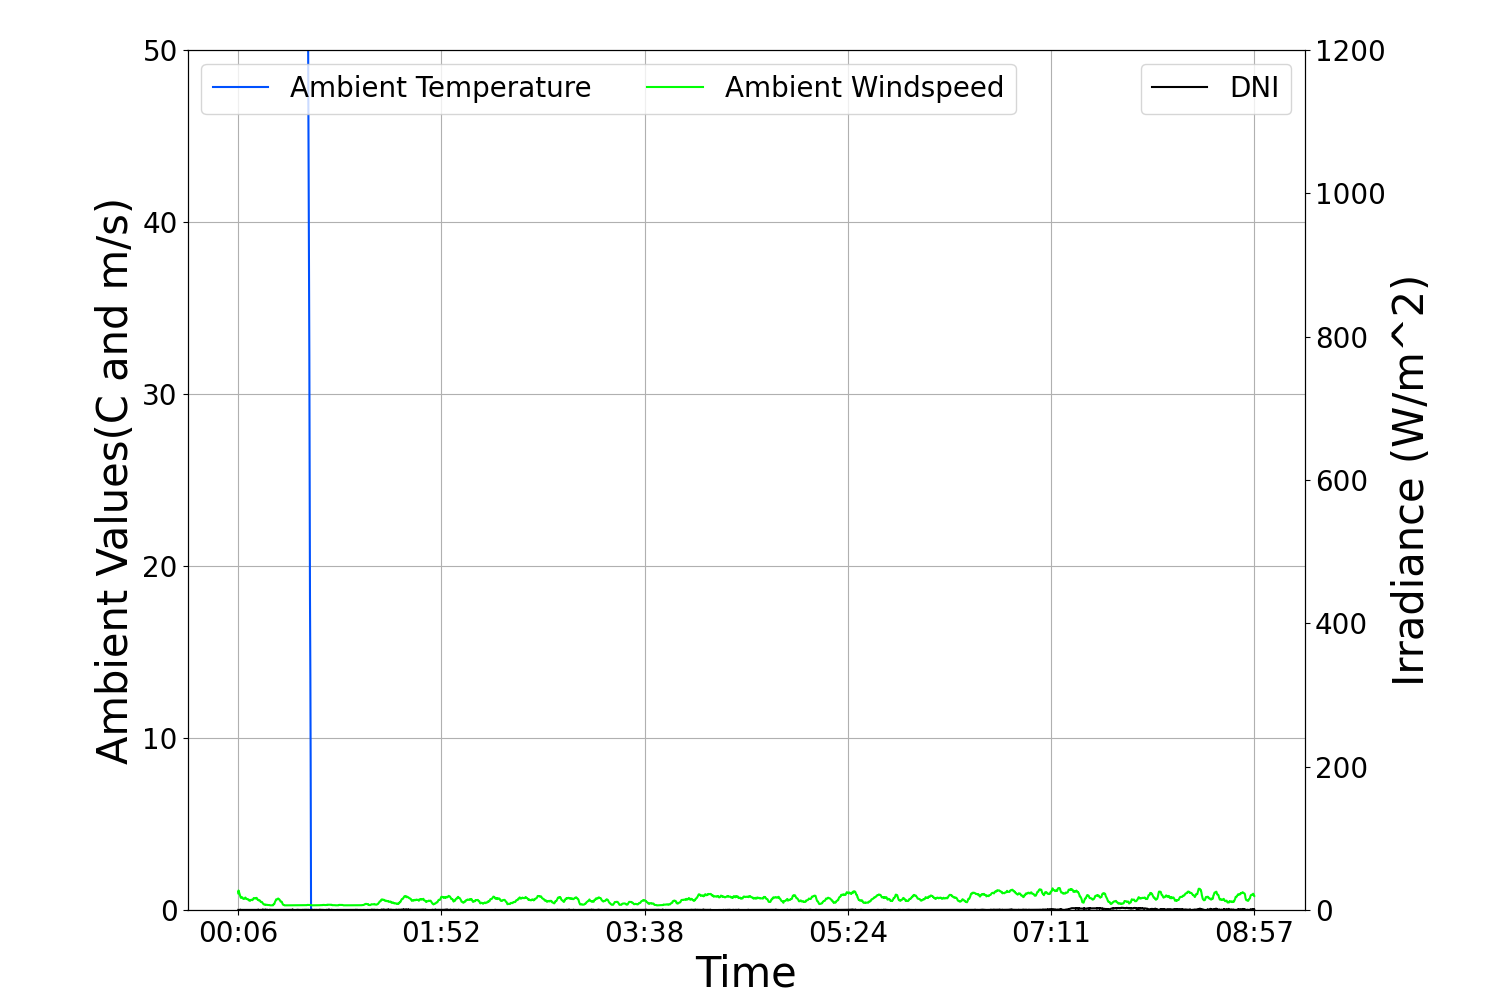 Ambient Temperature
Ambient Windspeed
DNI
50
40
30
20
10
0
Ambient Values(C and m/s)
1200
1000
800
600
400
200
0
Irradiance (W/m^2)
00:06 01:52 03:38 05:24 07:11 08:57
Time